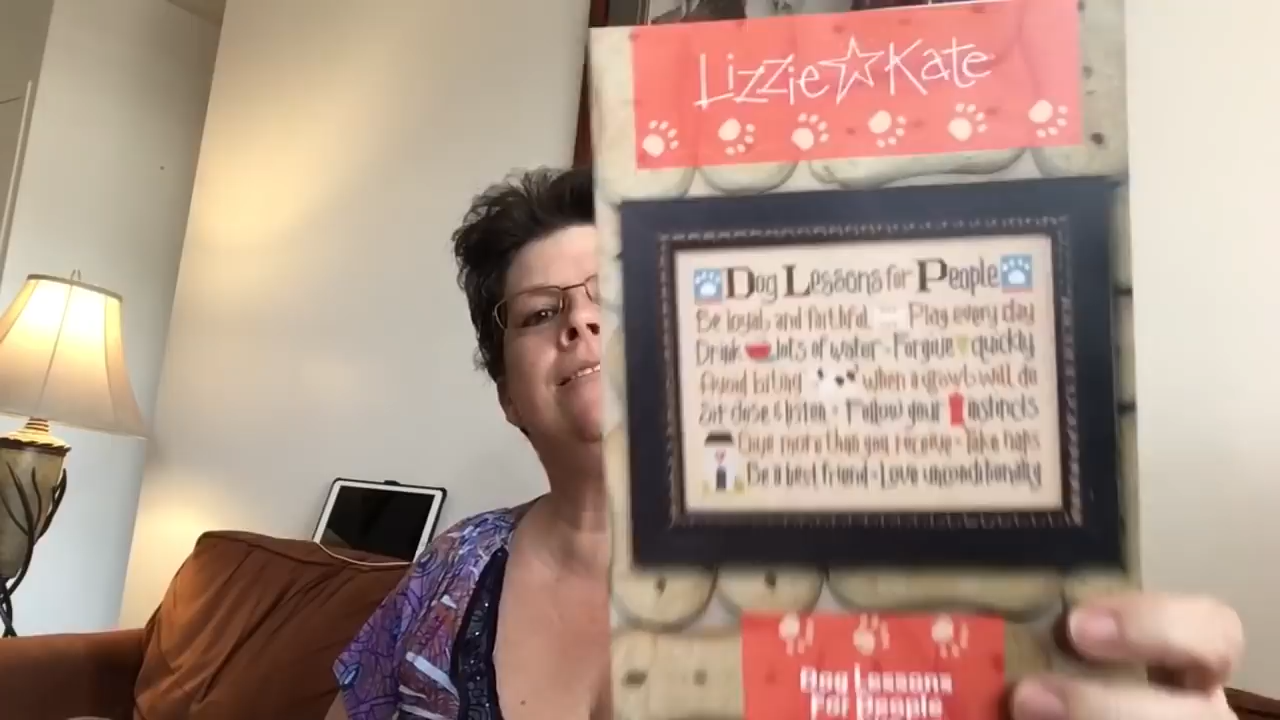 Lizzie Kate
Dog Lessons for People
Be loyal and faithful Play every day
Drink lots of water - Forgive quickly
Avoid biting when a growl will do
Sit close & listen - Follow your instincts
Give more than you receive - Take naps
Be a best friend - Love unconditionally
Dog Lessons
For People